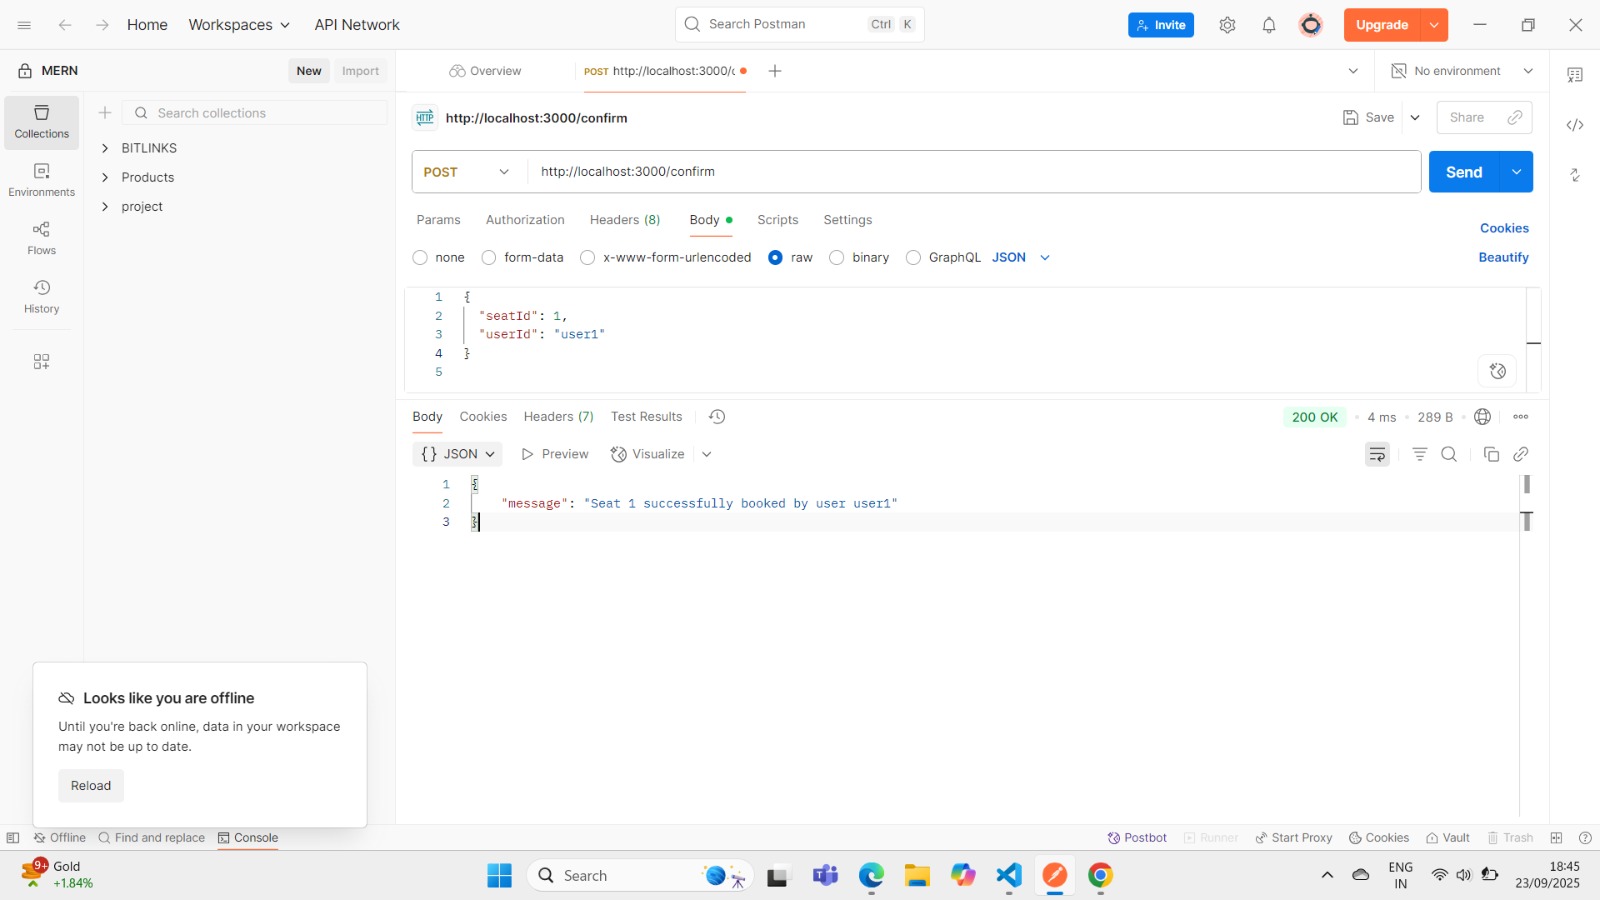 Home
Workspaces
API Network
Search Postman
Ctrl
K
Invite
Upgrade
MERN
New
Import
Overview
POST http://localhost:3000/c
No environment
Collections
Environments
Flows
History
Search collections
BITLINKS
Products
project
HTTP
http://localhost:3000/confirm
Save
Share
POST
http://localhost:3000/confirm
Send
Params
Authorization
Headers (8)
Body
Scripts
Settings
Cookies
none
form-data
x-www-form-urlencoded
raw
binary
GraphQL
JSON
Beautify
1 {
2 "seatId": 1,
3 "userId": "user1"
4 }
5
Body
Cookies
Headers (7)
Test Results
200 OK
4 ms
289 B
{} JSON
Preview
Visualize
1 {
2 "message": "Seat 1 successfully booked by user user1"
3 }
Looks like you are offline
Until you're back online, data in your workspace
may not be up to date.
Reload
Offline
Find and replace
Console
Postbot
Runner
Start Proxy
Cookies
Vault
Trash
9+
Gold
+1.84%
Search
ENG
IN
18:45
23/09/2025